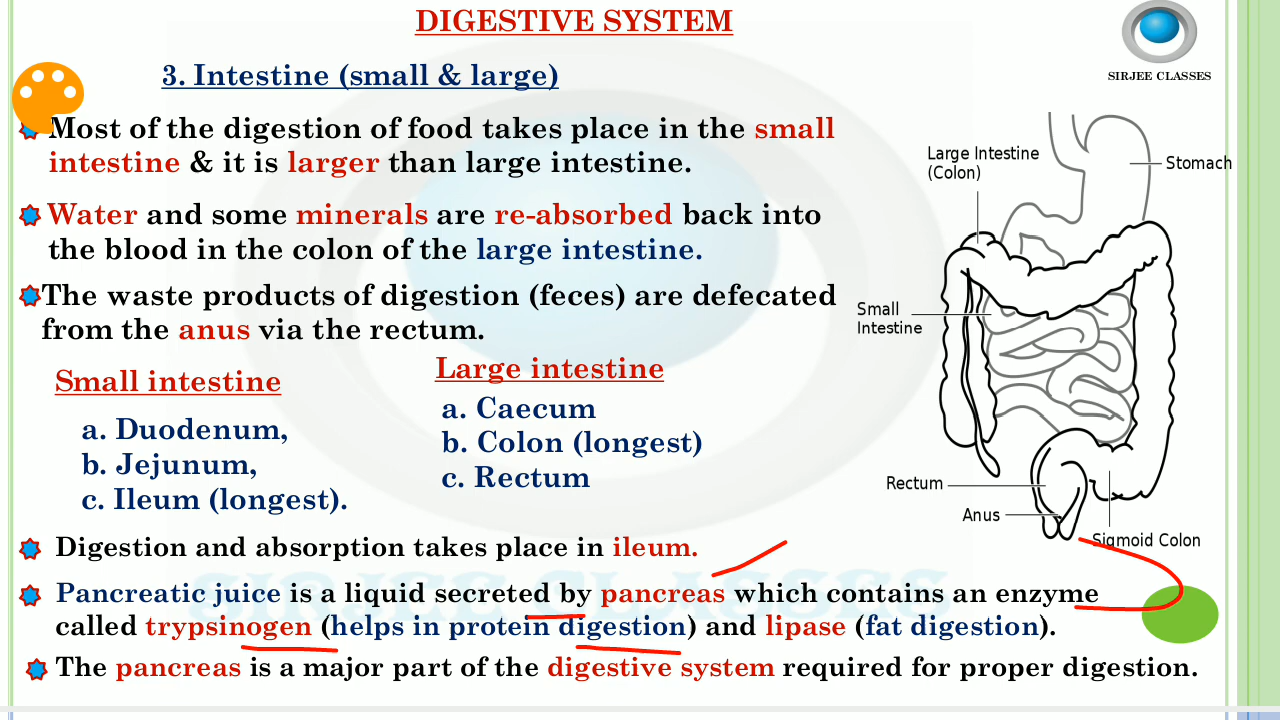 DIGESTIVE SYSTEM
SIRJEE CLASSES
3. Intestine (small & large)
Most of the digestion of food takes place in the small
intestine & it is larger than large intestine.
Water and some minerals are re-absorbed back into
the blood in the colon of the large intestine.
The waste products of digestion (feces) are defecated
from the anus via the rectum.
Small intestine
a. Duodenum,
b. Jejunum,
c. Ileum (longest).
Large intestine
a. Caecum
b. Colon (longest)
c. Rectum
Large Intestine
(Colon)
Stomach
Small
Intestine
Rectum
Anus
Sigmoid Colon
Digestion and absorption takes place in ileum.
Pancreatic juice is a liquid secreted by pancreas which contains an enzyme
called trypsinogen (helps in protein digestion) and lipase (fat digestion).
The pancreas is a major part of the digestive system required for proper digestion.
SIRJEE CLASSES